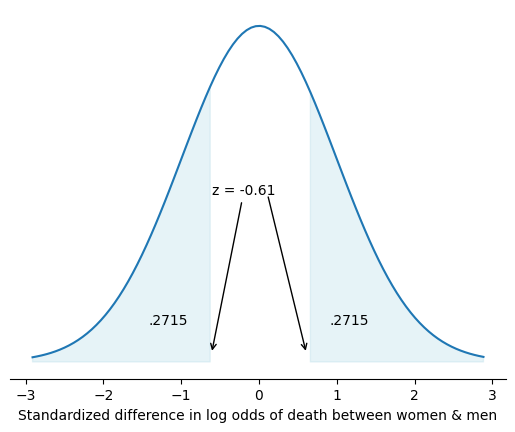 z = -0.61
.2715 .2715
−3 −2 −1 0 1 2 3
Standardized difference in log odds of death between women & men